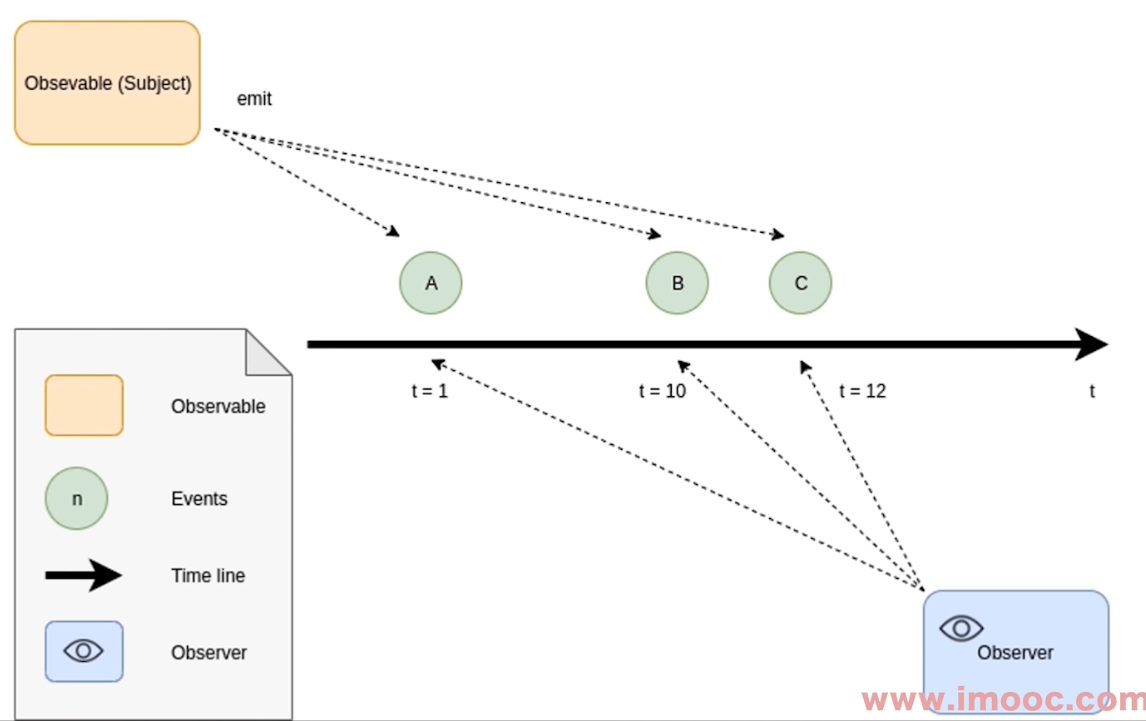 Obsevable (Subject)
emit
A
B
C
t = 1
t = 10
t = 12
t
Observable
n
Events
Time line
Observer
Observer
www.imooc.com